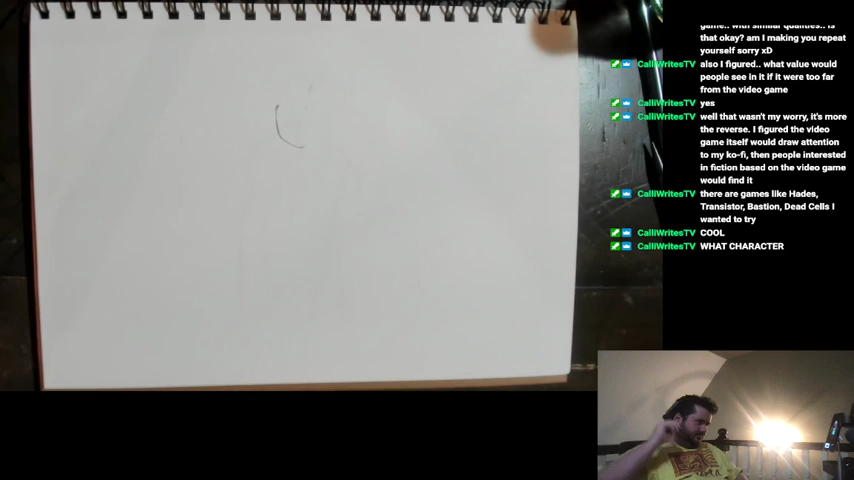 game.. with similar qualities.. is
that okay? am I making you repeat
yourself sorry xD
CalliWritesTV also I figured.. what value would
people see in it if it were too far
from the video game
CalliWritesTV yes
CalliWritesTV well that wasn't my worry, it's more
the reverse. I figured the video
game itself would draw attention
to my ko-fi, then people interested
in fiction based on the video game
would find it
CalliWritesTV there are games like Hades,
Transistor, Bastion, Dead Cells I
wanted to try
CalliWritesTV COOL
CalliWritesTV WHAT CHARACTER